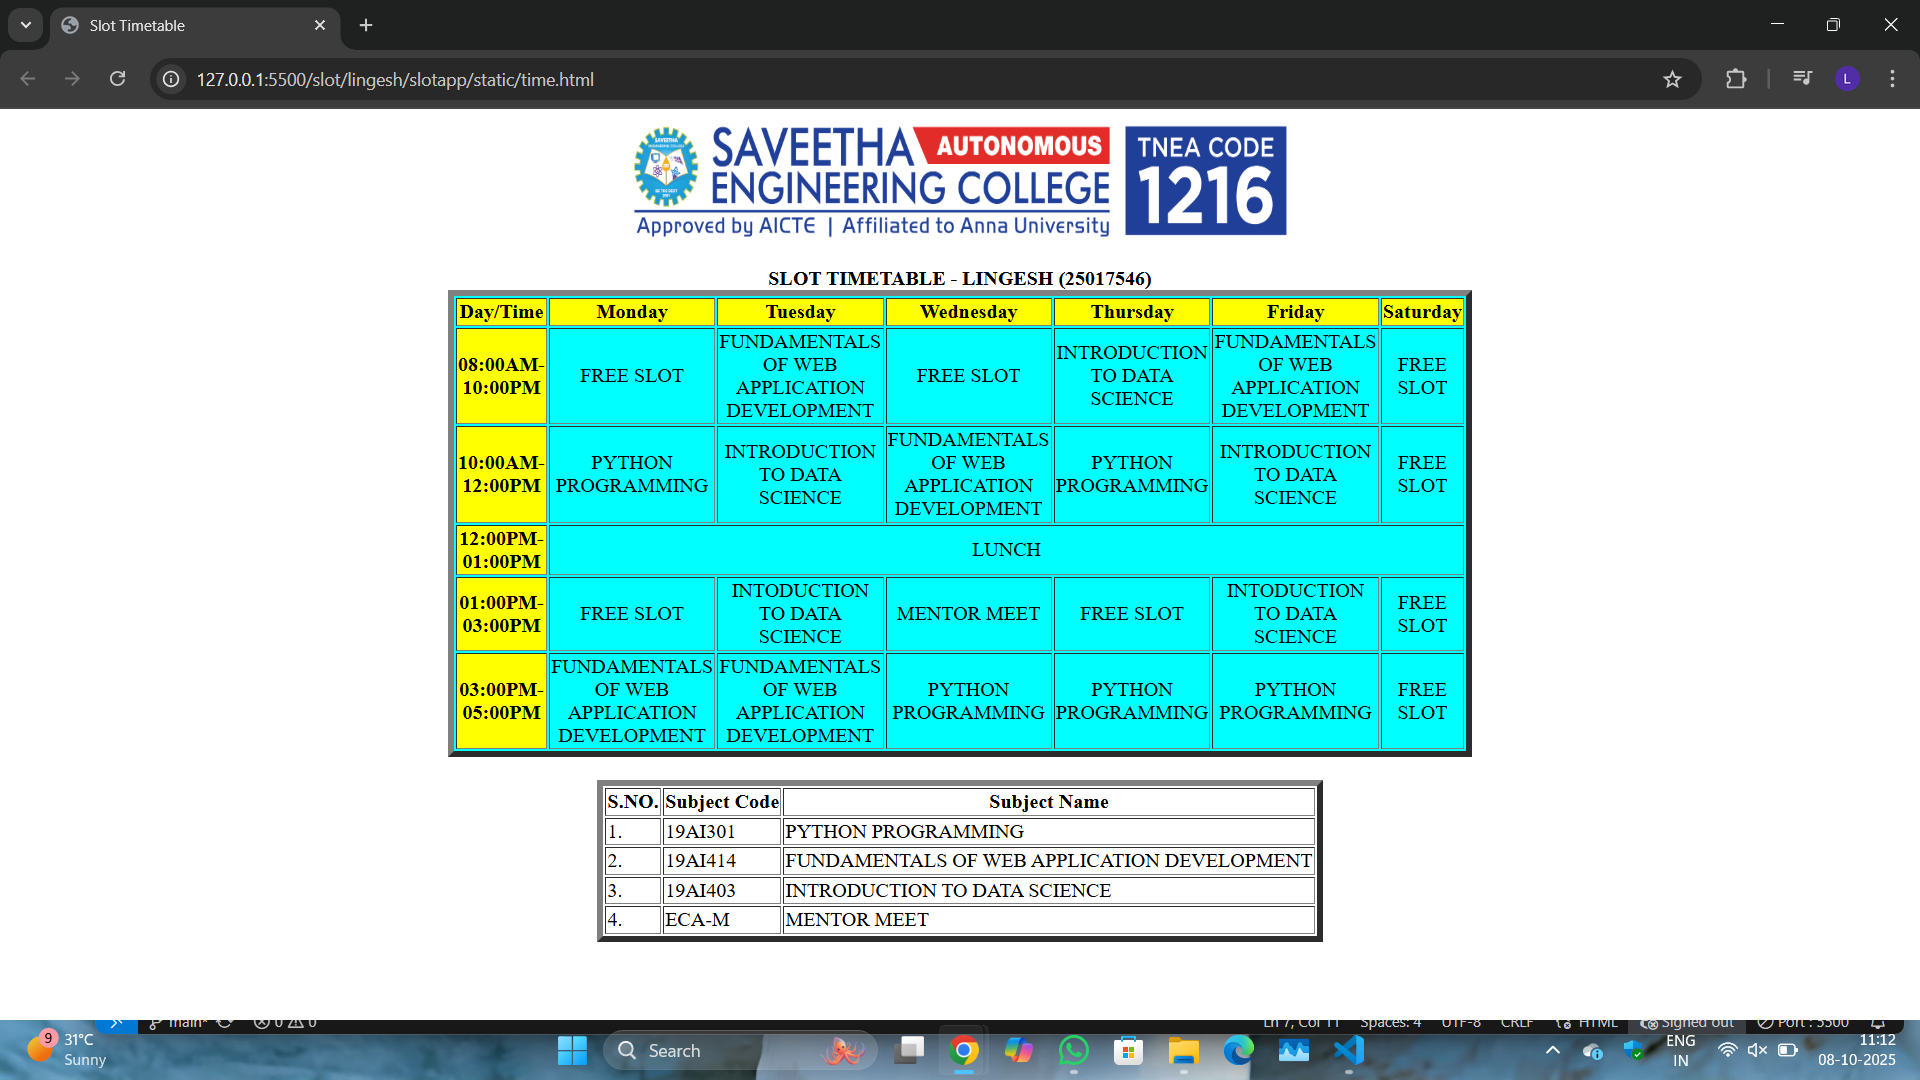 Slot Timetable
127.0.0.1:5500/slot/lingesh/slotapp/static/time.html
L
SAVEETHA AUTONOMOUS
ENGINEERING COLLEGE
Approved by AICTE | Affiliated to Anna University
TNEA CODE
1216
SLOT TIMETABLE - LINGESH (25017546)
Day/Time Monday Tuesday Wednesday Thursday Friday Saturday
08:00AM-
10:00PM
FREE SLOT
FUNDAMENTALS
OF WEB
APPLICATION
DEVELOPMENT
FREE SLOT
INTRODUCTION
TO DATA
SCIENCE
FUNDAMENTALS
OF WEB
APPLICATION
DEVELOPMENT
FREE
SLOT
10:00AM-
12:00PM
PYTHON
PROGRAMMING
INTRODUCTION
TO DATA
SCIENCE
FUNDAMENTALS
OF WEB
APPLICATION
DEVELOPMENT
PYTHON
PROGRAMMING
INTRODUCTION
TO DATA
SCIENCE
FREE
SLOT
12:00PM-
01:00PM
LUNCH
01:00PM-
03:00PM
FREE SLOT
INTODUCTION
TO DATA
SCIENCE
MENTOR MEET
FREE SLOT
INTODUCTION
TO DATA
SCIENCE
FREE
SLOT
03:00PM-
05:00PM
FUNDAMENTALS
OF WEB
APPLICATION
DEVELOPMENT
FUNDAMENTALS
OF WEB
APPLICATION
DEVELOPMENT
PYTHON
PROGRAMMING
PYTHON
PROGRAMMING
PYTHON
PROGRAMMING
FREE
SLOT
S.NO. Subject Code Subject Name
1. 19AI301 PYTHON PROGRAMMING
2. 19AI414 FUNDAMENTALS OF WEB APPLICATION DEVELOPMENT
3. 19AI403 INTRODUCTION TO DATA SCIENCE
4. ECA-M MENTOR MEET
main* 0 0 Ln 7, Col 11 Spaces: 4 UTF-8 CRLF HTML Signed out Port : 5500
9
31°C
Sunny
Search
ENG
IN
11:12
08-10-2025